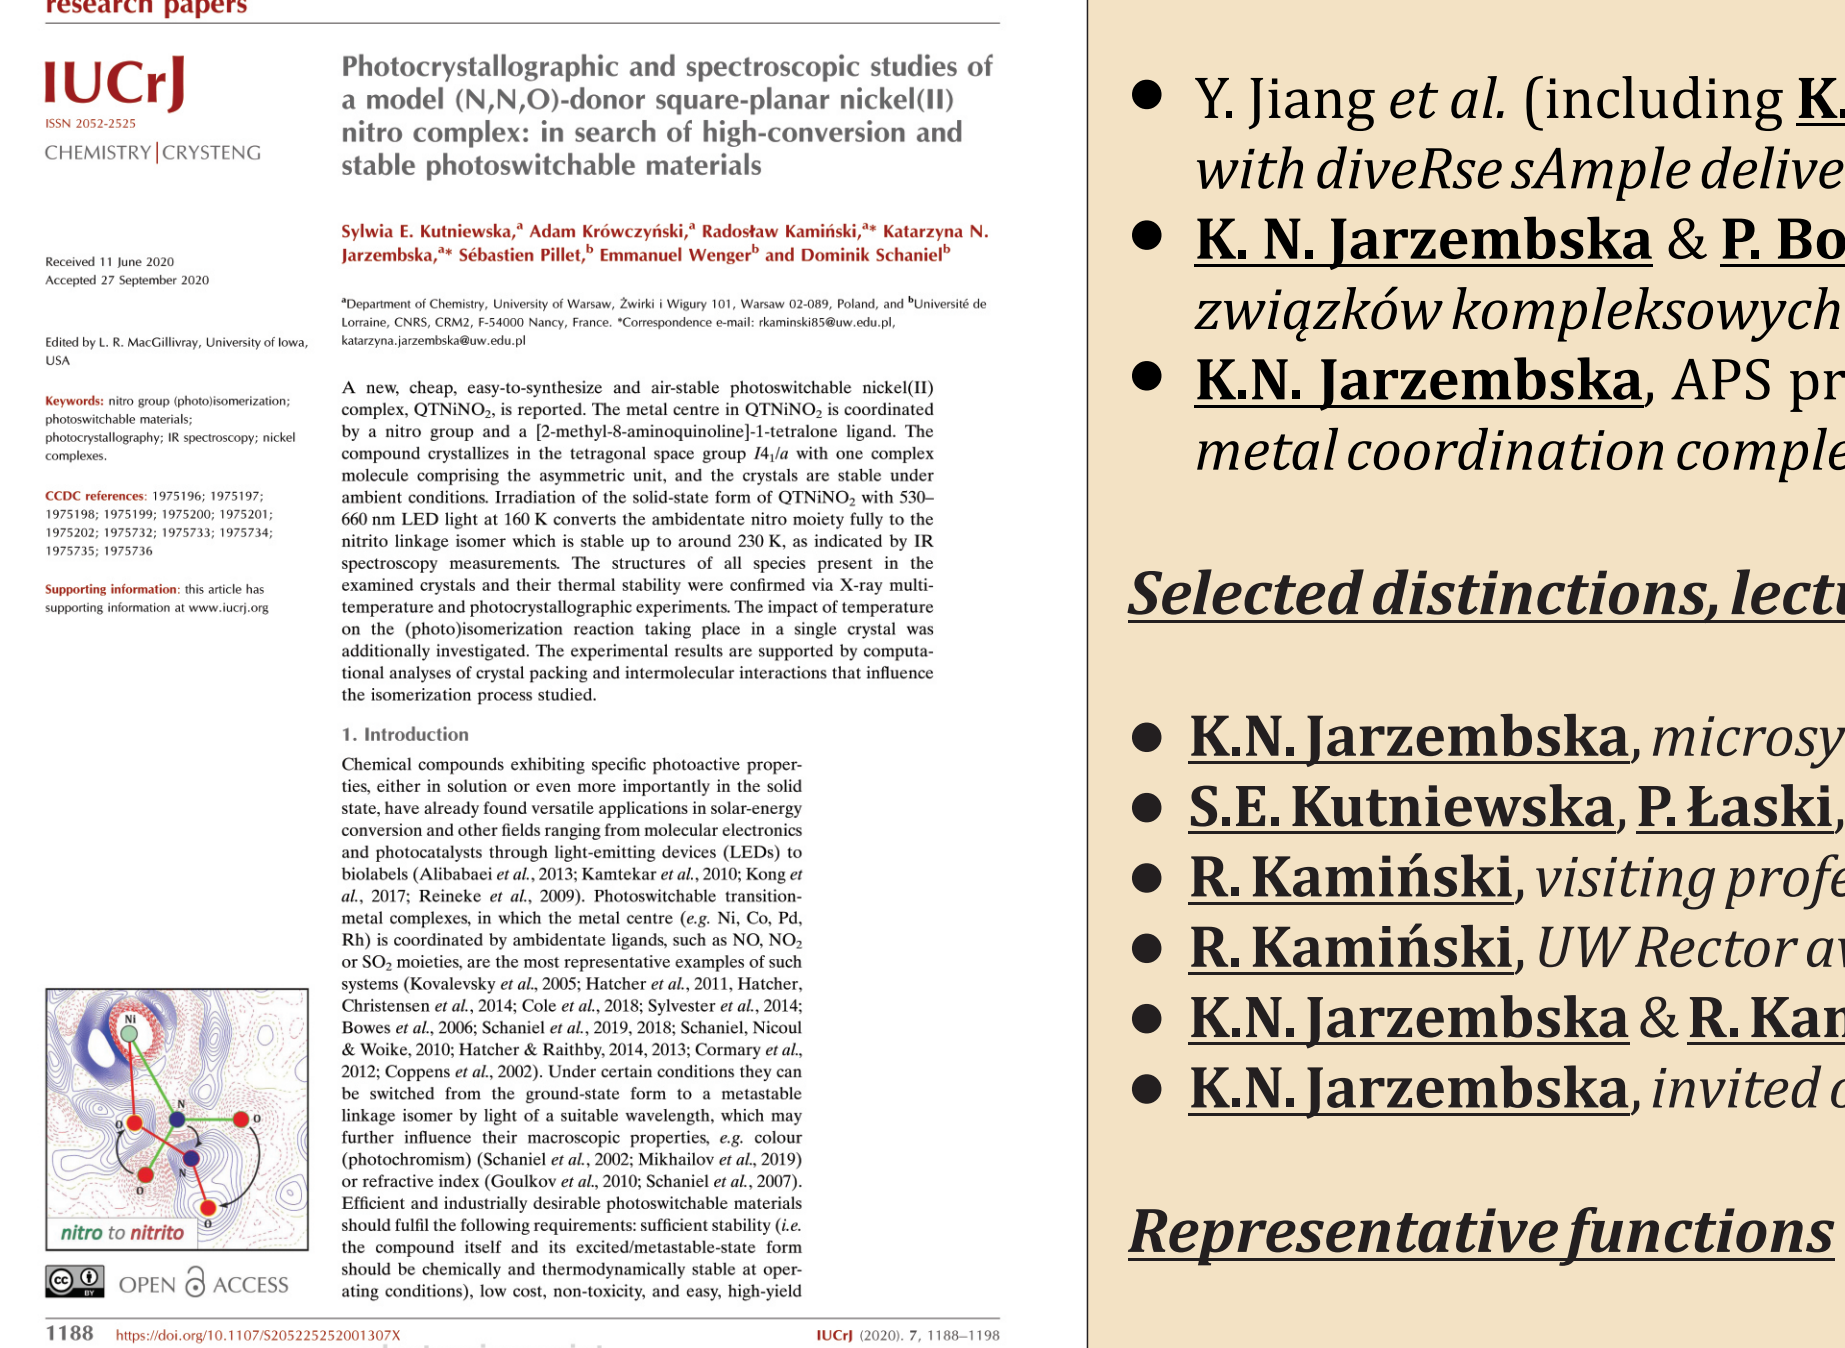 research papers
IUCrJ
ISSN 2052-2525
CHEMISTRY|CRYSTENG
Photocrystallographic and spectroscopic studies of
a model (N,N,O)-donor square-planar nickel(II)
nitro complex: in search of high-conversion and
stable photoswitchable materials
Sylwia E. Kutniewska,ᵃ Adam Krówczyński,ᵃ Radosław Kamiński,ᵃ* Katarzyna N.
Jarzembska,ᵃ* Sébastien Pillet,ᵇ Emmanuel Wengerᵇ and Dominik Schanielᵇ
Received 11 June 2020
Accepted 27 September 2020
ᵃDepartment of Chemistry, University of Warsaw, Żwirki i Wigury 101, Warsaw 02-089, Poland, and ᵇUniversité de
Lorraine, CNRS, CRM2, F-54000 Nancy, France. *Correspondence e-mail: rkaminski85@uw.edu.pl,
katarzyna.jarzembska@uw.edu.pl
Edited by L. R. MacGillivray, University of Iowa,
USA
Keywords: nitro group (photo)isomerization;
photoswitchable materials;
photocrystallography; IR spectroscopy; nickel
complexes.
CCDC references: 1975196; 1975197;
1975198; 1975199; 1975200; 1975201;
1975202; 1975732; 1975733; 1975734;
1975735; 1975736
Supporting information: this article has
supporting information at www.iucrj.org
A new, cheap, easy-to-synthesize and air-stable photoswitchable nickel(II)
complex, QTNiNO₂, is reported. The metal centre in QTNiNO₂ is coordinated
by a nitro group and a [2-methyl-8-aminoquinoline]-1-tetralone ligand. The
compound crystallizes in the tetragonal space group I4₁/a with one complex
molecule comprising the asymmetric unit, and the crystals are stable under
ambient conditions. Irradiation of the solid-state form of QTNiNO₂ with 530–
660 nm LED light at 160 K converts the ambidentate nitro moiety fully to the
nitrito linkage isomer which is stable up to around 230 K, as indicated by IR
spectroscopy measurements. The structures of all species present in the
examined crystals and their thermal stability were confirmed via X-ray multi-
temperature and photocrystallographic experiments. The impact of temperature
on the (photo)isomerization reaction taking place in a single crystal was
additionally investigated. The experimental results are supported by computa-
tional analyses of crystal packing and intermolecular interactions that influence
the isomerization process studied.
1. Introduction
Chemical compounds exhibiting specific photoactive proper-
ties, either in solution or even more importantly in the solid
state, have already found versatile applications in solar-energy
conversion and other fields ranging from molecular electronics
and photocatalysts through light-emitting devices (LEDs) to
biolabels (Alibabaei et al., 2013; Kamtekar et al., 2010; Kong et
al., 2017; Reineke et al., 2009). Photoswitchable transition-
metal complexes, in which the metal centre (e.g. Ni, Co, Pd,
Rh) is coordinated by ambidentate ligands, such as NO, NO₂
or SO₂ moieties, are the most representative examples of such
systems (Kovalevsky et al., 2005; Hatcher et al., 2011, Hatcher,
Christensen et al., 2014; Cole et al., 2018; Sylvester et al., 2014;
Bowes et al., 2006; Schaniel et al., 2019, 2018; Schaniel, Nicoul
& Woike, 2010; Hatcher & Raithby, 2014, 2013; Cormary et al.,
2012; Coppens et al., 2002). Under certain conditions they can
be switched from the ground-state form to a metastable
linkage isomer by light of a suitable wavelength, which may
further influence their macroscopic properties, e.g. colour
(photochromism) (Schaniel et al., 2002; Mikhailov et al., 2019)
or refractive index (Goulkov et al., 2010; Schaniel et al., 2007).
Efficient and industrially desirable photoswitchable materials
should fulfil the following requirements: sufficient stability (i.e.
the compound itself and its excited/metastable-state form
should be chemically and thermodynamically stable at oper-
ating conditions), low cost, non-toxicity, and easy, high-yield
Ni
N
O
O
N
O
O
nitro to nitrito
CC BY
OPEN ACCESS
1188 https://doi.org/10.1107/S205225252001307X
IUCrJ (2020). 7, 1188–1198
● Y. Jiang et al. (including K.
with diveRse sAmple delive
● K. N. Jarzembska & P. Bo
związków kompleksowych
● K.N. Jarzembska, APS pr
metal coordination comple
Selected distinctions, lectu
● K.N. Jarzembska, microsy
● S.E. Kutniewska, P. Łaski,
● R. Kamiński, visiting profe
● R. Kamiński, UW Rector aw
● K.N. Jarzembska & R. Kam
● K.N. Jarzembska, invited
Representative functions